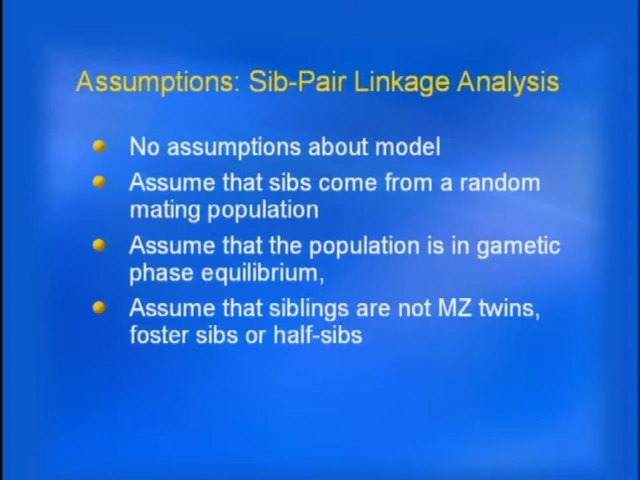 Assumptions: Sib-Pair Linkage Analysis
No assumptions about model
Assume that sibs come from a random
mating population
Assume that the population is in gametic
phase equilibrium,
Assume that siblings are not MZ twins,
foster sibs or half-sibs